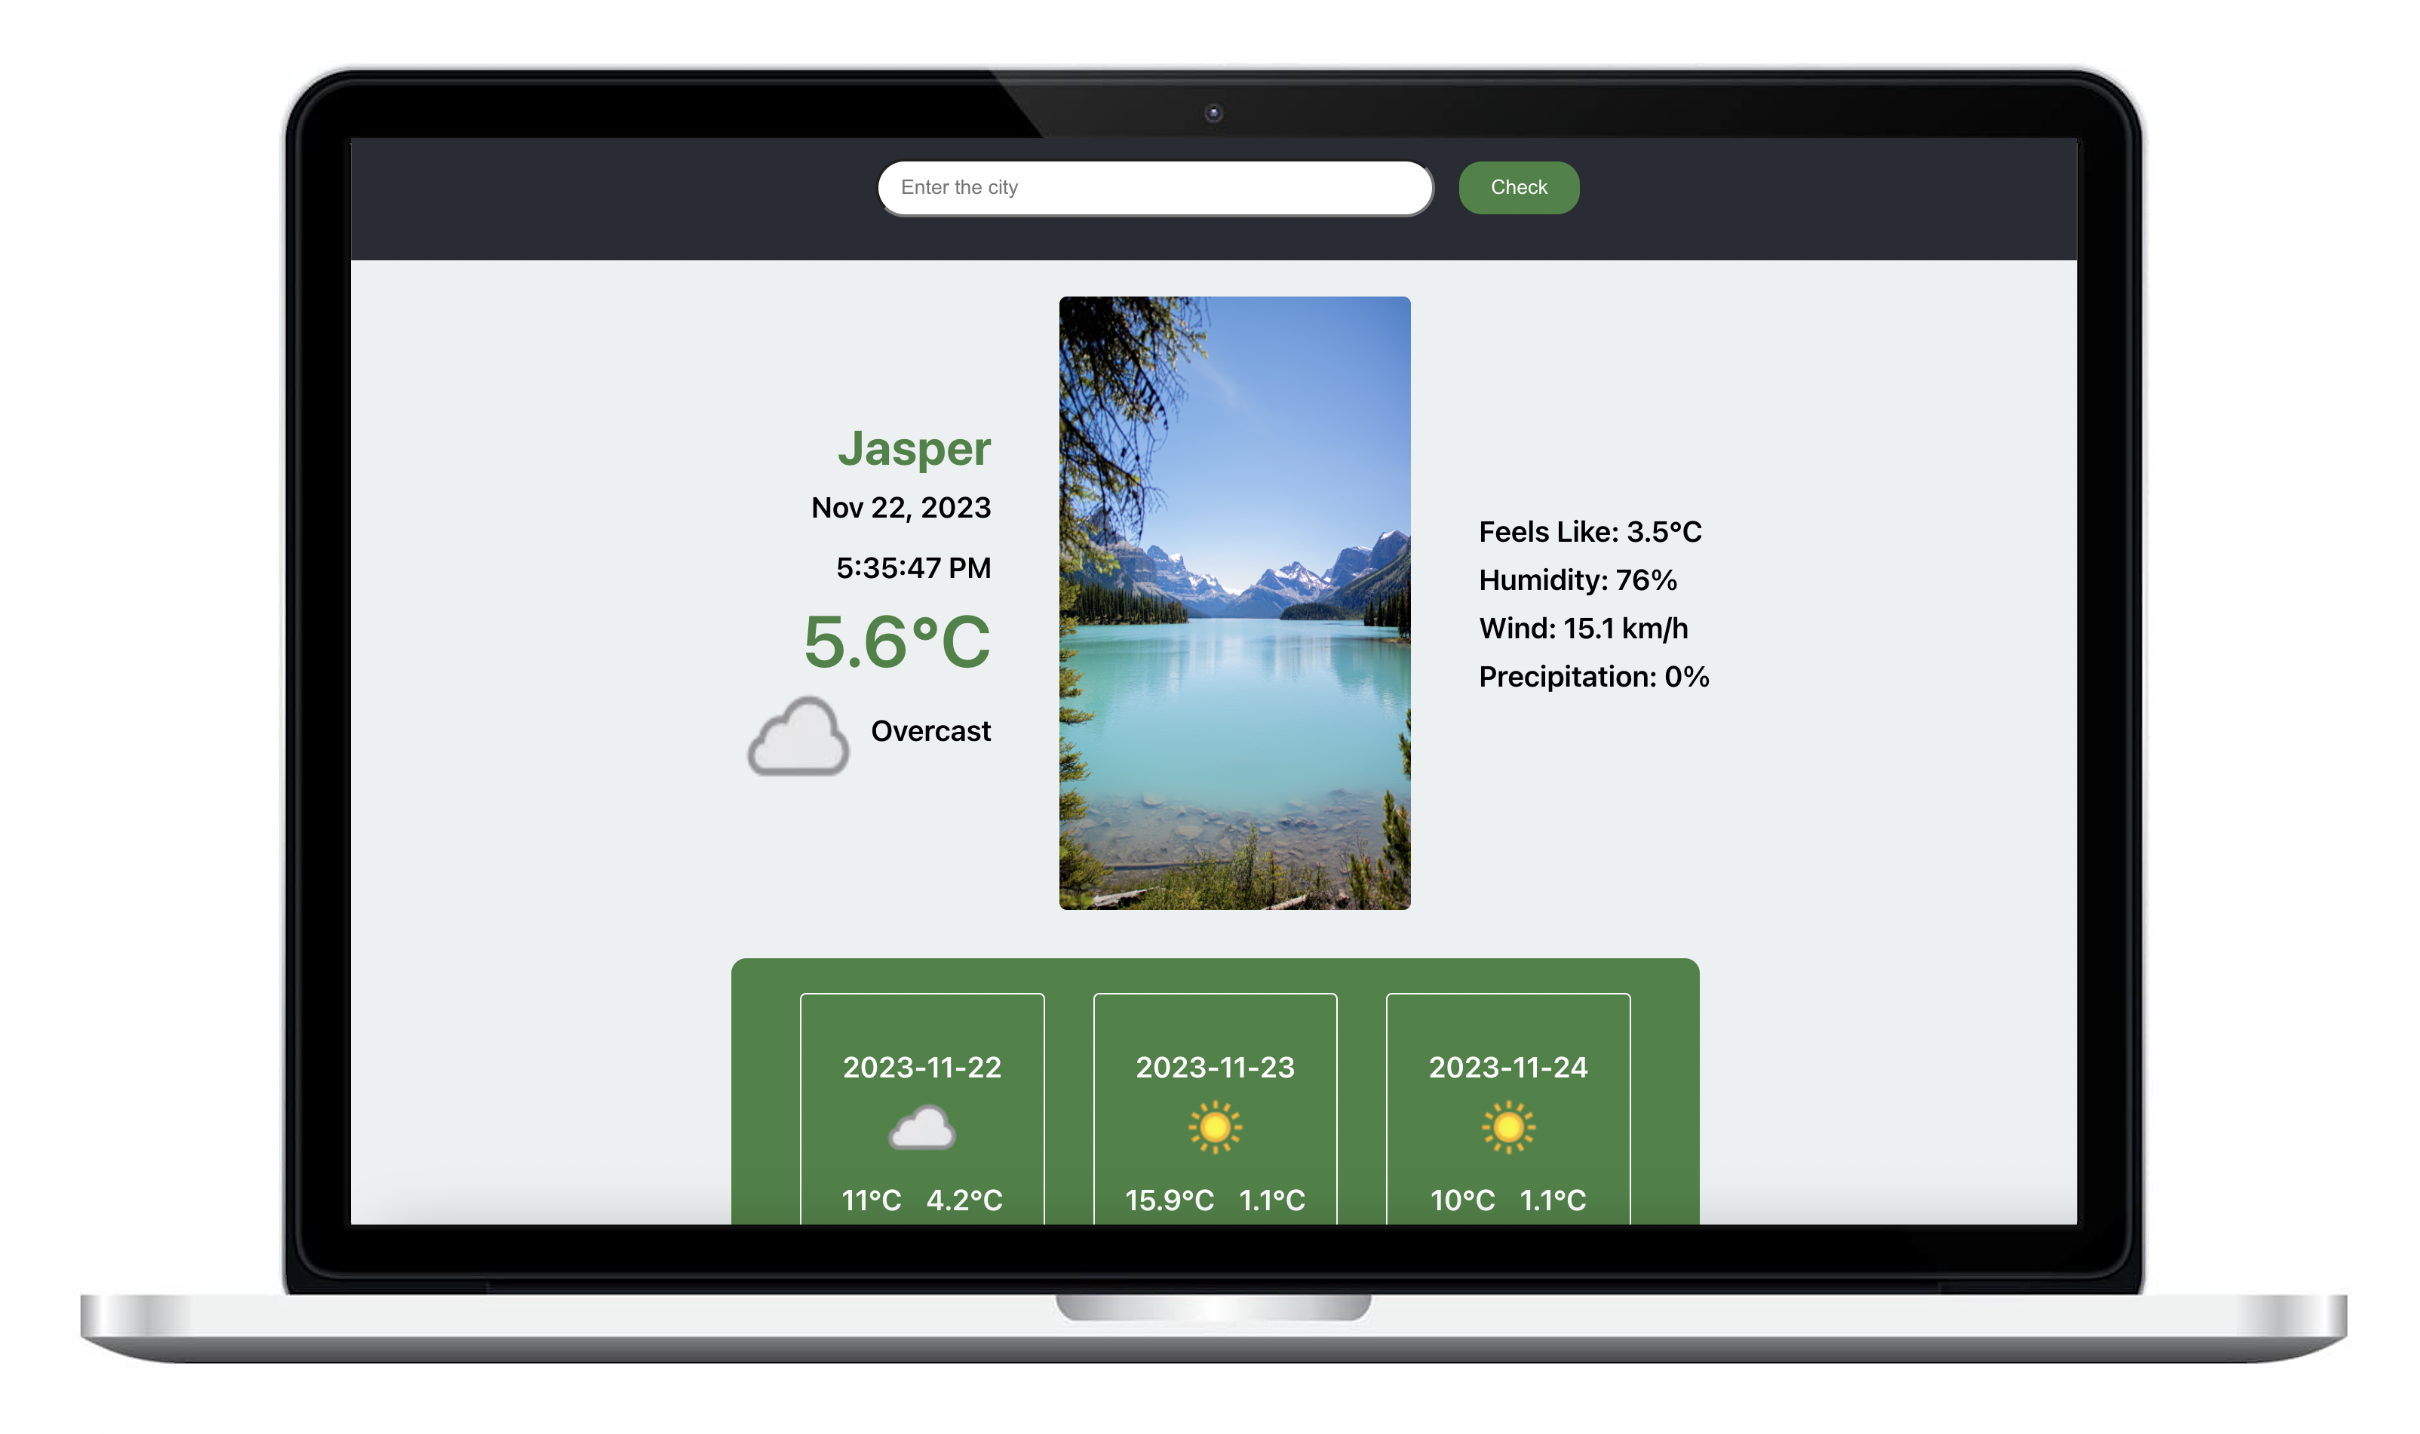 Enter the city
Check
Jasper
Nov 22, 2023
5:35:47 PM
5.6°C
Overcast
Feels Like: 3.5°C
Humidity: 76%
Wind: 15.1 km/h
Precipitation: 0%
2023-11-22
11°C 4.2°C
2023-11-23
15.9°C 1.1°C
2023-11-24
10°C 1.1°C